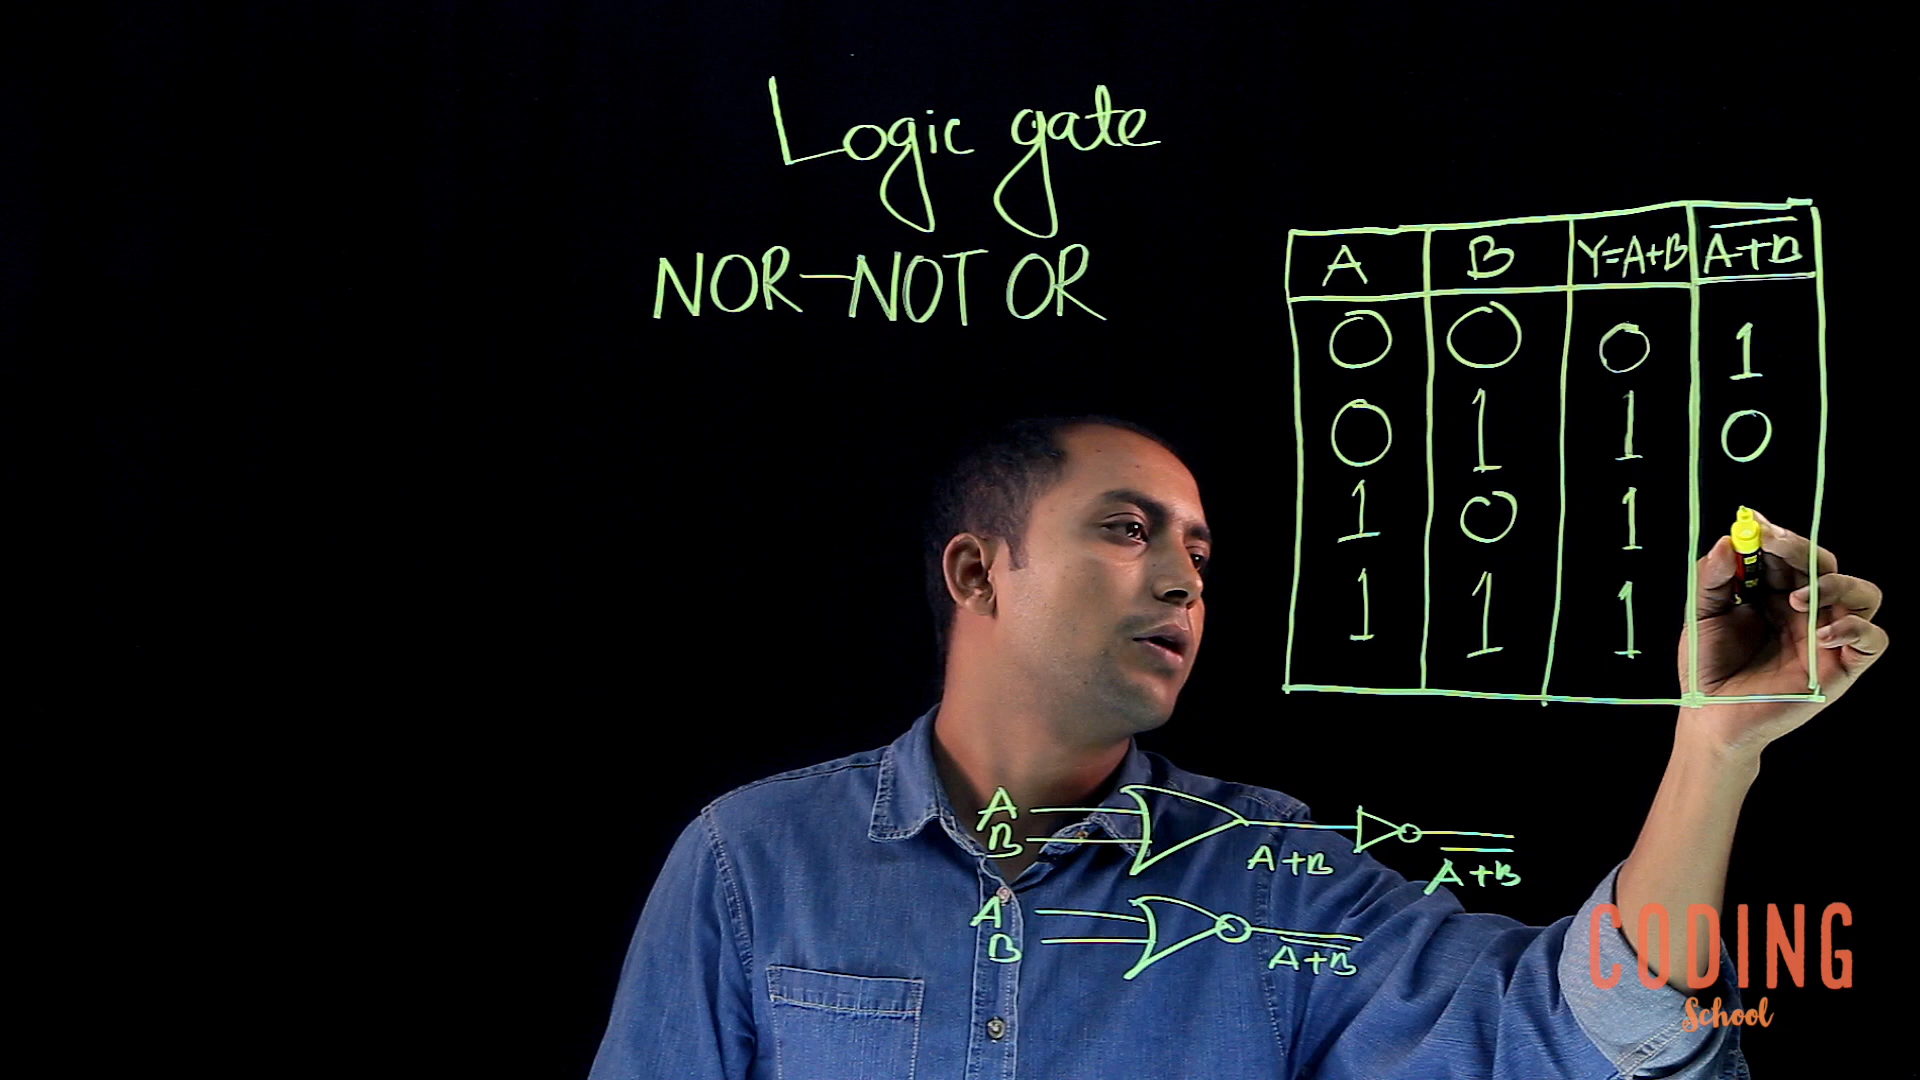 Logic gate
NOR-NOT OR
A B Y=A+B A̅+̅B̅
0 0 0 1
0 1 1 0
1 0 1
1 1 1
A
B
A+B
A̅+̅B̅
A
B
A̅+̅B̅
CODING
School